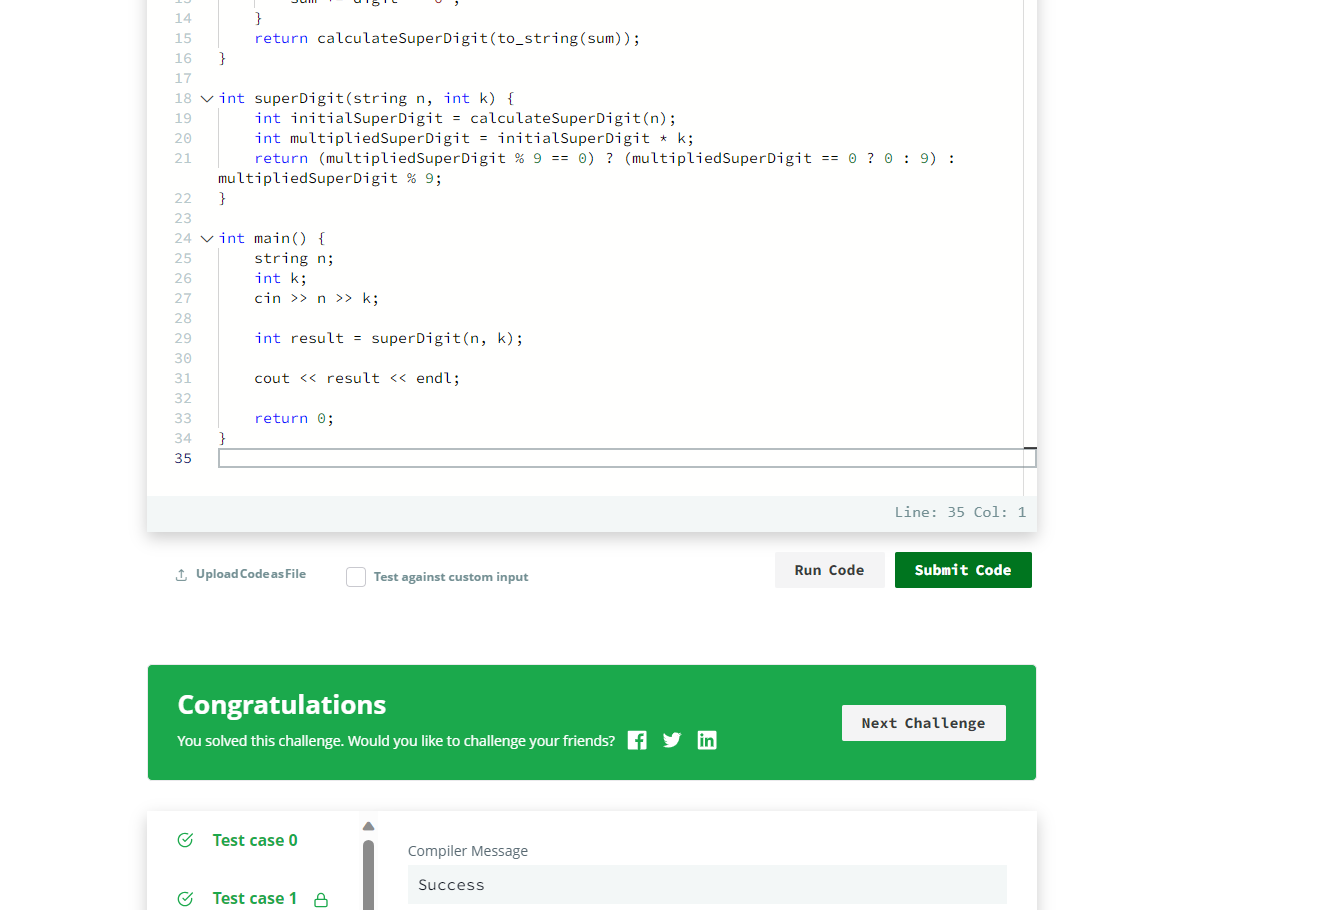 14 }
15 return calculateSuperDigit(to_string(sum));
16 }
17
18 int superDigit(string n, int k) {
19 int initialSuperDigit = calculateSuperDigit(n);
20 int multipliedSuperDigit = initialSuperDigit * k;
21 return (multipliedSuperDigit % 9 == 0) ? (multipliedSuperDigit == 0 ? 0 : 9) :
multipliedSuperDigit % 9;
22 }
23
24 int main() {
25 string n;
26 int k;
27 cin >> n >> k;
28
29 int result = superDigit(n, k);
30
31 cout << result << endl;
32
33 return 0;
34 }
35
Line: 35 Col: 1
Upload Code as File
Test against custom input
Run Code
Submit Code
Congratulations
You solved this challenge. Would you like to challenge your friends?
Next Challenge
Test case 0
Test case 1
Compiler Message
Success